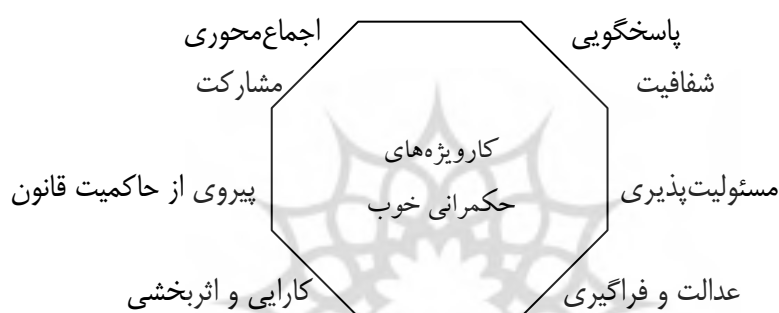 پاسخگویی
اجماع‌محوری
شفافیت
مشارکت
کارویژه‌های
حکمرانی خوب
مسئولیت‌پذیری
پیروی از حاکمیت قانون
عدالت و فراگیری
کارایی و اثربخشی